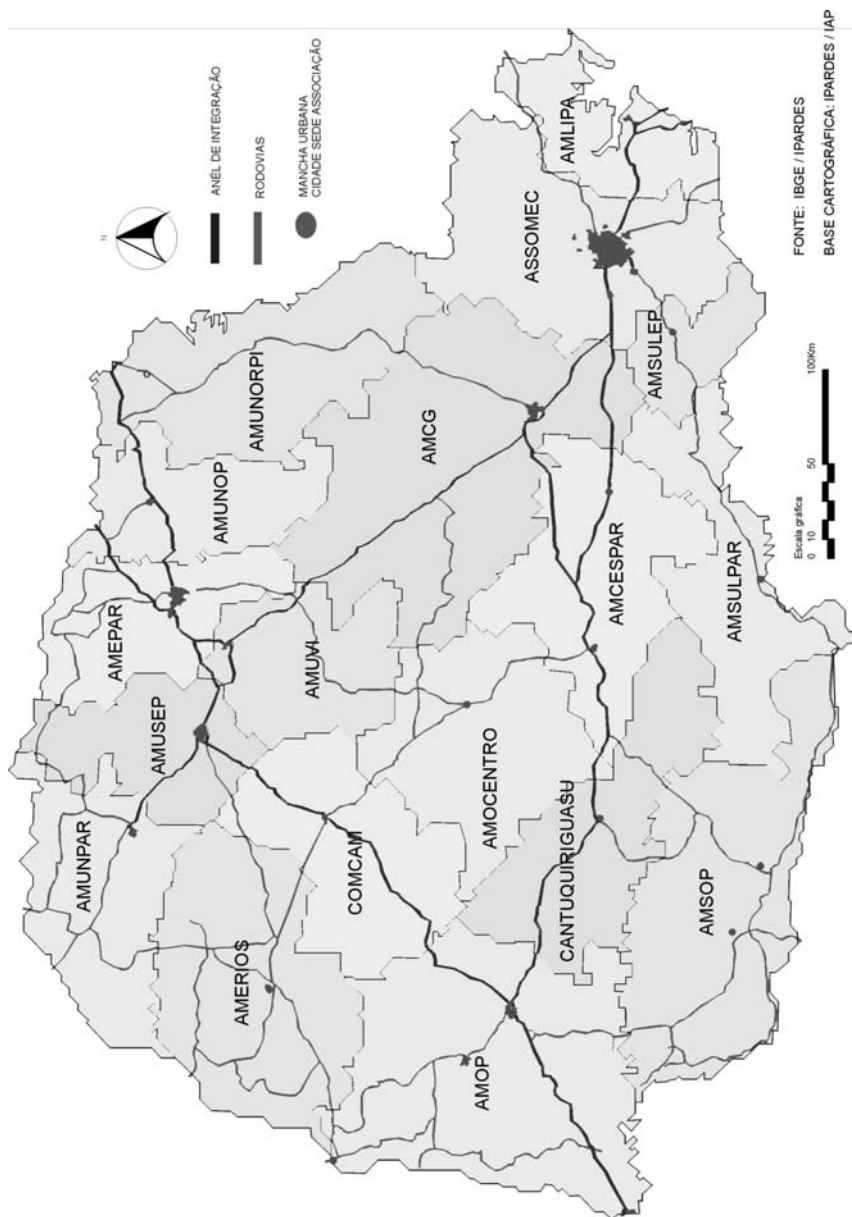 N
ANEL DE INTEGRAÇÃO
RODOVIAS
MANCHA URBANA
CIDADE SEDE ASSOCIAÇÃO
AMUNPAR
AMUSEP
AMEPAR
AMUNOP
AMUNORPI
AMERIOS
COMCAM
AMUVI
AMCG
ASSOMEC
AMLIPA
AMOP
AMOCENTRO
CANTUQUIRIGUASU
AMCESPAR
AMSULEP
AMSOP
AMSULPAR
Escala gráfica
0 10 50 100Km
FONTE: IBGE / IPARDES
BASE CARTOGRÁFICA: IPARDES / IAP